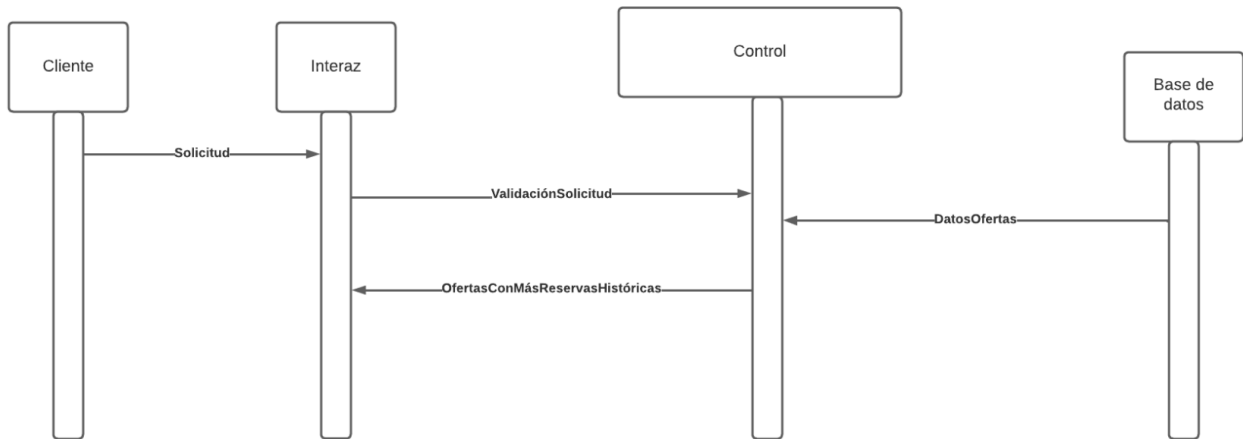 Cliente
Interaz
Control
Base de
datos
Solicitud
ValidaciónSolicitud
DatosOfertas
OfertasConMásReservasHistóricas